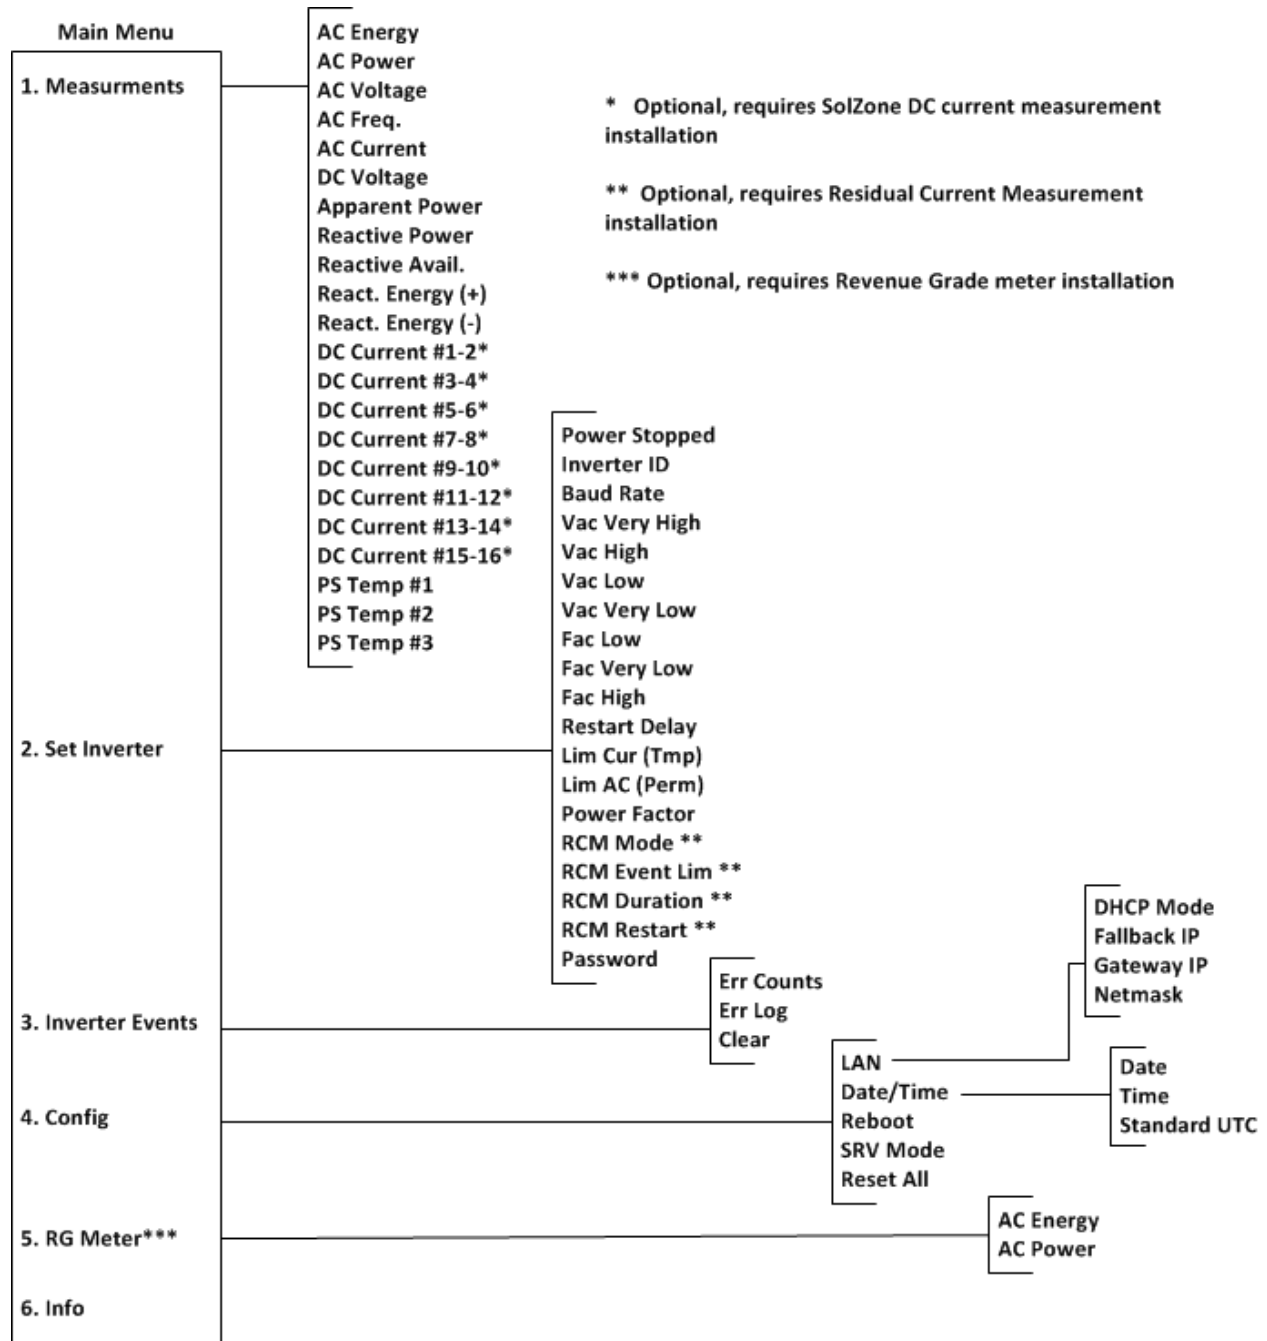 Main Menu
1. Measurments
AC Energy
AC Power
AC Voltage
AC Freq.
AC Current
DC Voltage
Apparent Power
Reactive Power
Reactive Avail.
React. Energy (+)
React. Energy (-)
DC Current #1-2*
DC Current #3-4*
DC Current #5-6*
DC Current #7-8*
DC Current #9-10*
DC Current #11-12*
DC Current #13-14*
DC Current #15-16*
PS Temp #1
PS Temp #2
PS Temp #3
* Optional, requires SolZone DC current measurement
installation
** Optional, requires Residual Current Measurement
installation
*** Optional, requires Revenue Grade meter installation
2. Set Inverter
Power Stopped
Inverter ID
Baud Rate
Vac Very High
Vac High
Vac Low
Vac Very Low
Fac Low
Fac Very Low
Fac High
Restart Delay
Lim Cur (Tmp)
Lim AC (Perm)
Power Factor
RCM Mode **
RCM Event Lim **
RCM Duration **
RCM Restart **
Password
3. Inverter Events
Err Counts
Err Log
Clear
4. Config
LAN
Date/Time
Reboot
SRV Mode
Reset All
DHCP Mode
Fallback IP
Gateway IP
Netmask
Date
Time
Standard UTC
5. RG Meter***
AC Energy
AC Power
6. Info